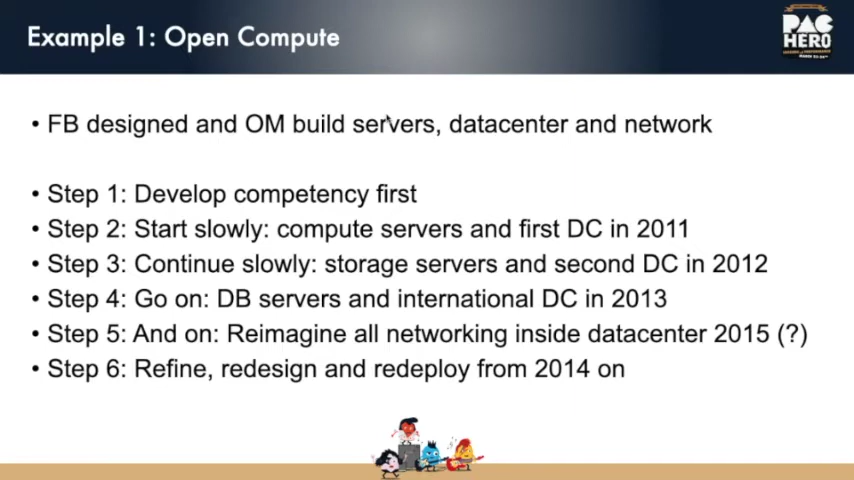 Example 1: Open Compute
PAC
HERO
• FB designed and OM build servers, datacenter and network
• Step 1: Develop competency first
• Step 2: Start slowly: compute servers and first DC in 2011
• Step 3: Continue slowly: storage servers and second DC in 2012
• Step 4: Go on: DB servers and international DC in 2013
• Step 5: And on: Reimagine all networking inside datacenter 2015 (?)
• Step 6: Refine, redesign and redeploy from 2014 on